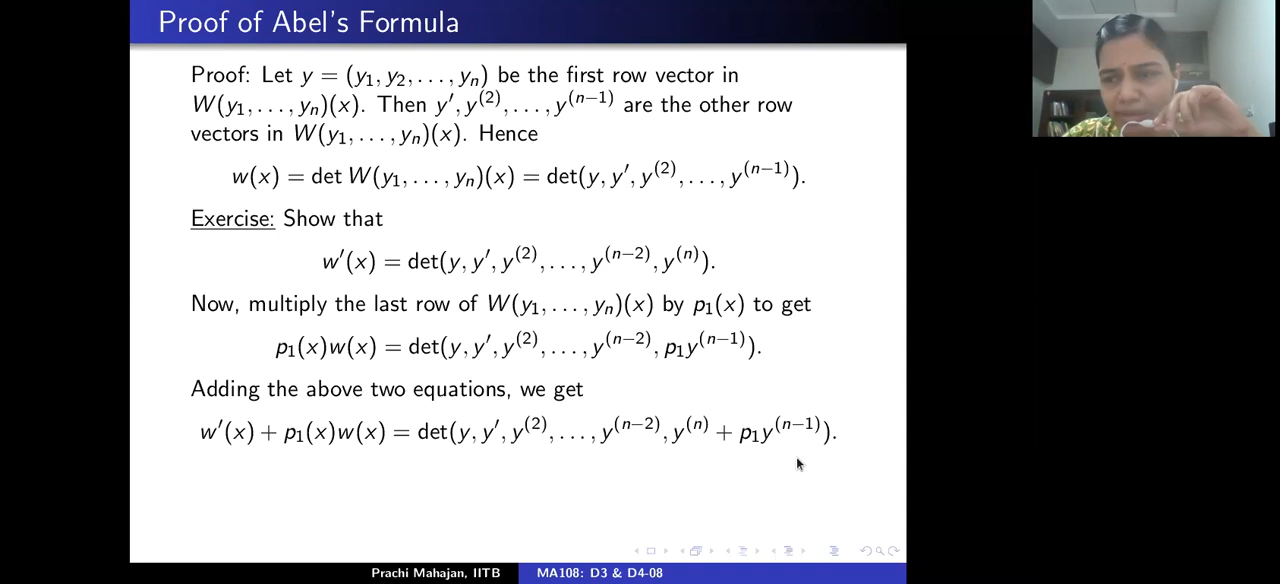 Proof of Abel's Formula
Proof: Let y = (y₁, y₂, . . . , yₙ) be the first row vector in
W(y₁, . . . , yₙ)(x). Then y′, y⁽²⁾, . . . , y⁽ⁿ⁻¹⁾ are the other row
vectors in W(y₁, . . . , yₙ)(x). Hence
w(x) = det W(y₁, . . . , yₙ)(x) = det(y, y′, y⁽²⁾, . . . , y⁽ⁿ⁻¹⁾).
Exercise: Show that
w′(x) = det(y, y′, y⁽²⁾, . . . , y⁽ⁿ⁻²⁾, y⁽ⁿ⁾).
Now, multiply the last row of W(y₁, . . . , yₙ)(x) by p₁(x) to get
p₁(x)w(x) = det(y, y′, y⁽²⁾, . . . , y⁽ⁿ⁻²⁾, p₁y⁽ⁿ⁻¹⁾).
Adding the above two equations, we get
w′(x) + p₁(x)w(x) = det(y, y′, y⁽²⁾, . . . , y⁽ⁿ⁻²⁾, y⁽ⁿ⁾ + p₁y⁽ⁿ⁻¹⁾).
Prachi Mahajan, IITB MA108: D3 & D4-08